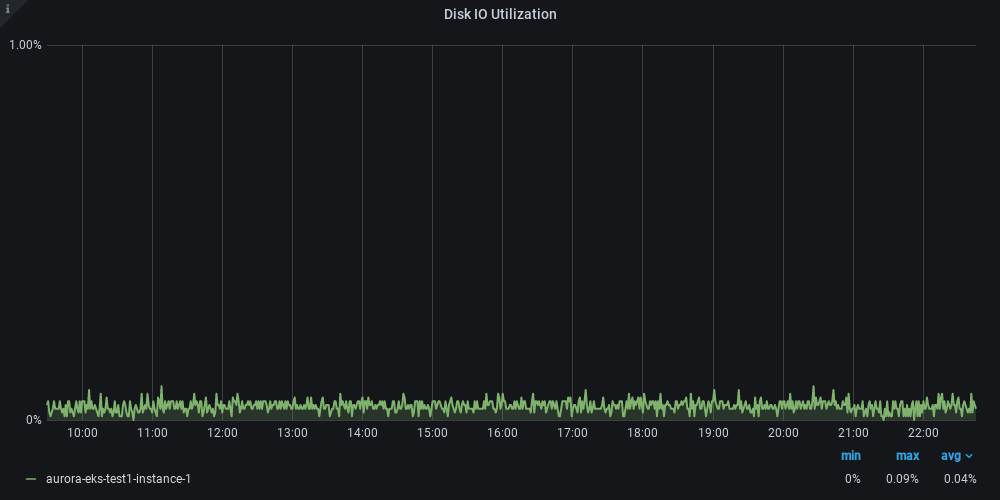 i
Disk IO Utilization
1.00%
0%
10:00 11:00 12:00 13:00 14:00 15:00 16:00 17:00 18:00 19:00 20:00 21:00 22:00
min max avg
aurora-eks-test1-instance-1 0% 0.09% 0.04%